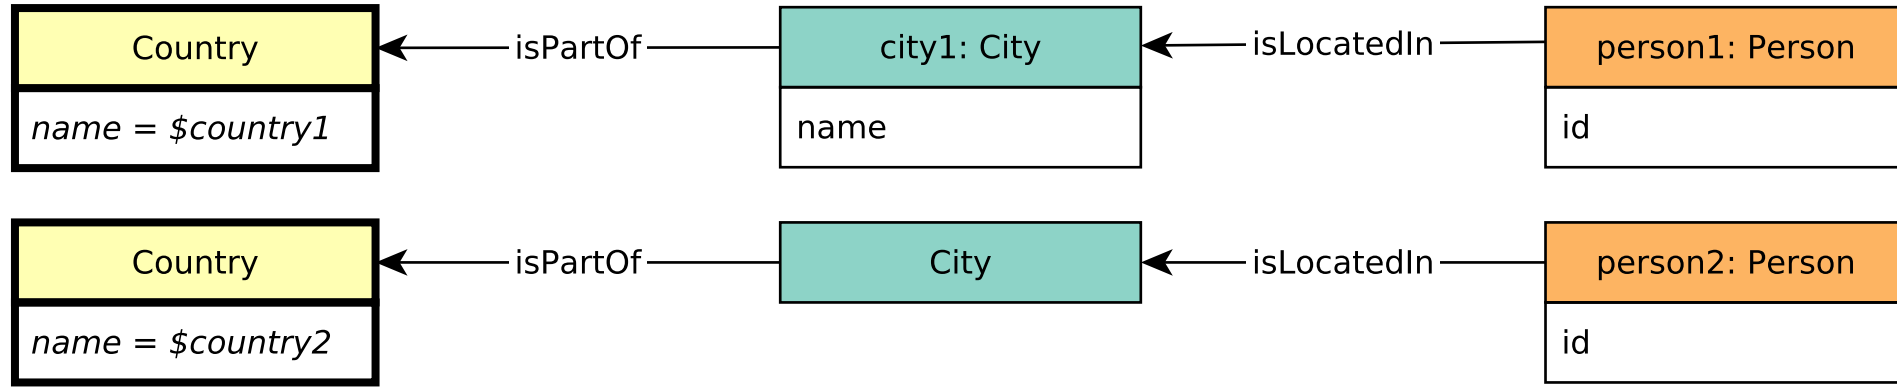 Country isPartOf city1: City isLocatedIn person1: Person
name = $country1 name id
Country isPartOf City isLocatedIn person2: Person
name = $country2 id